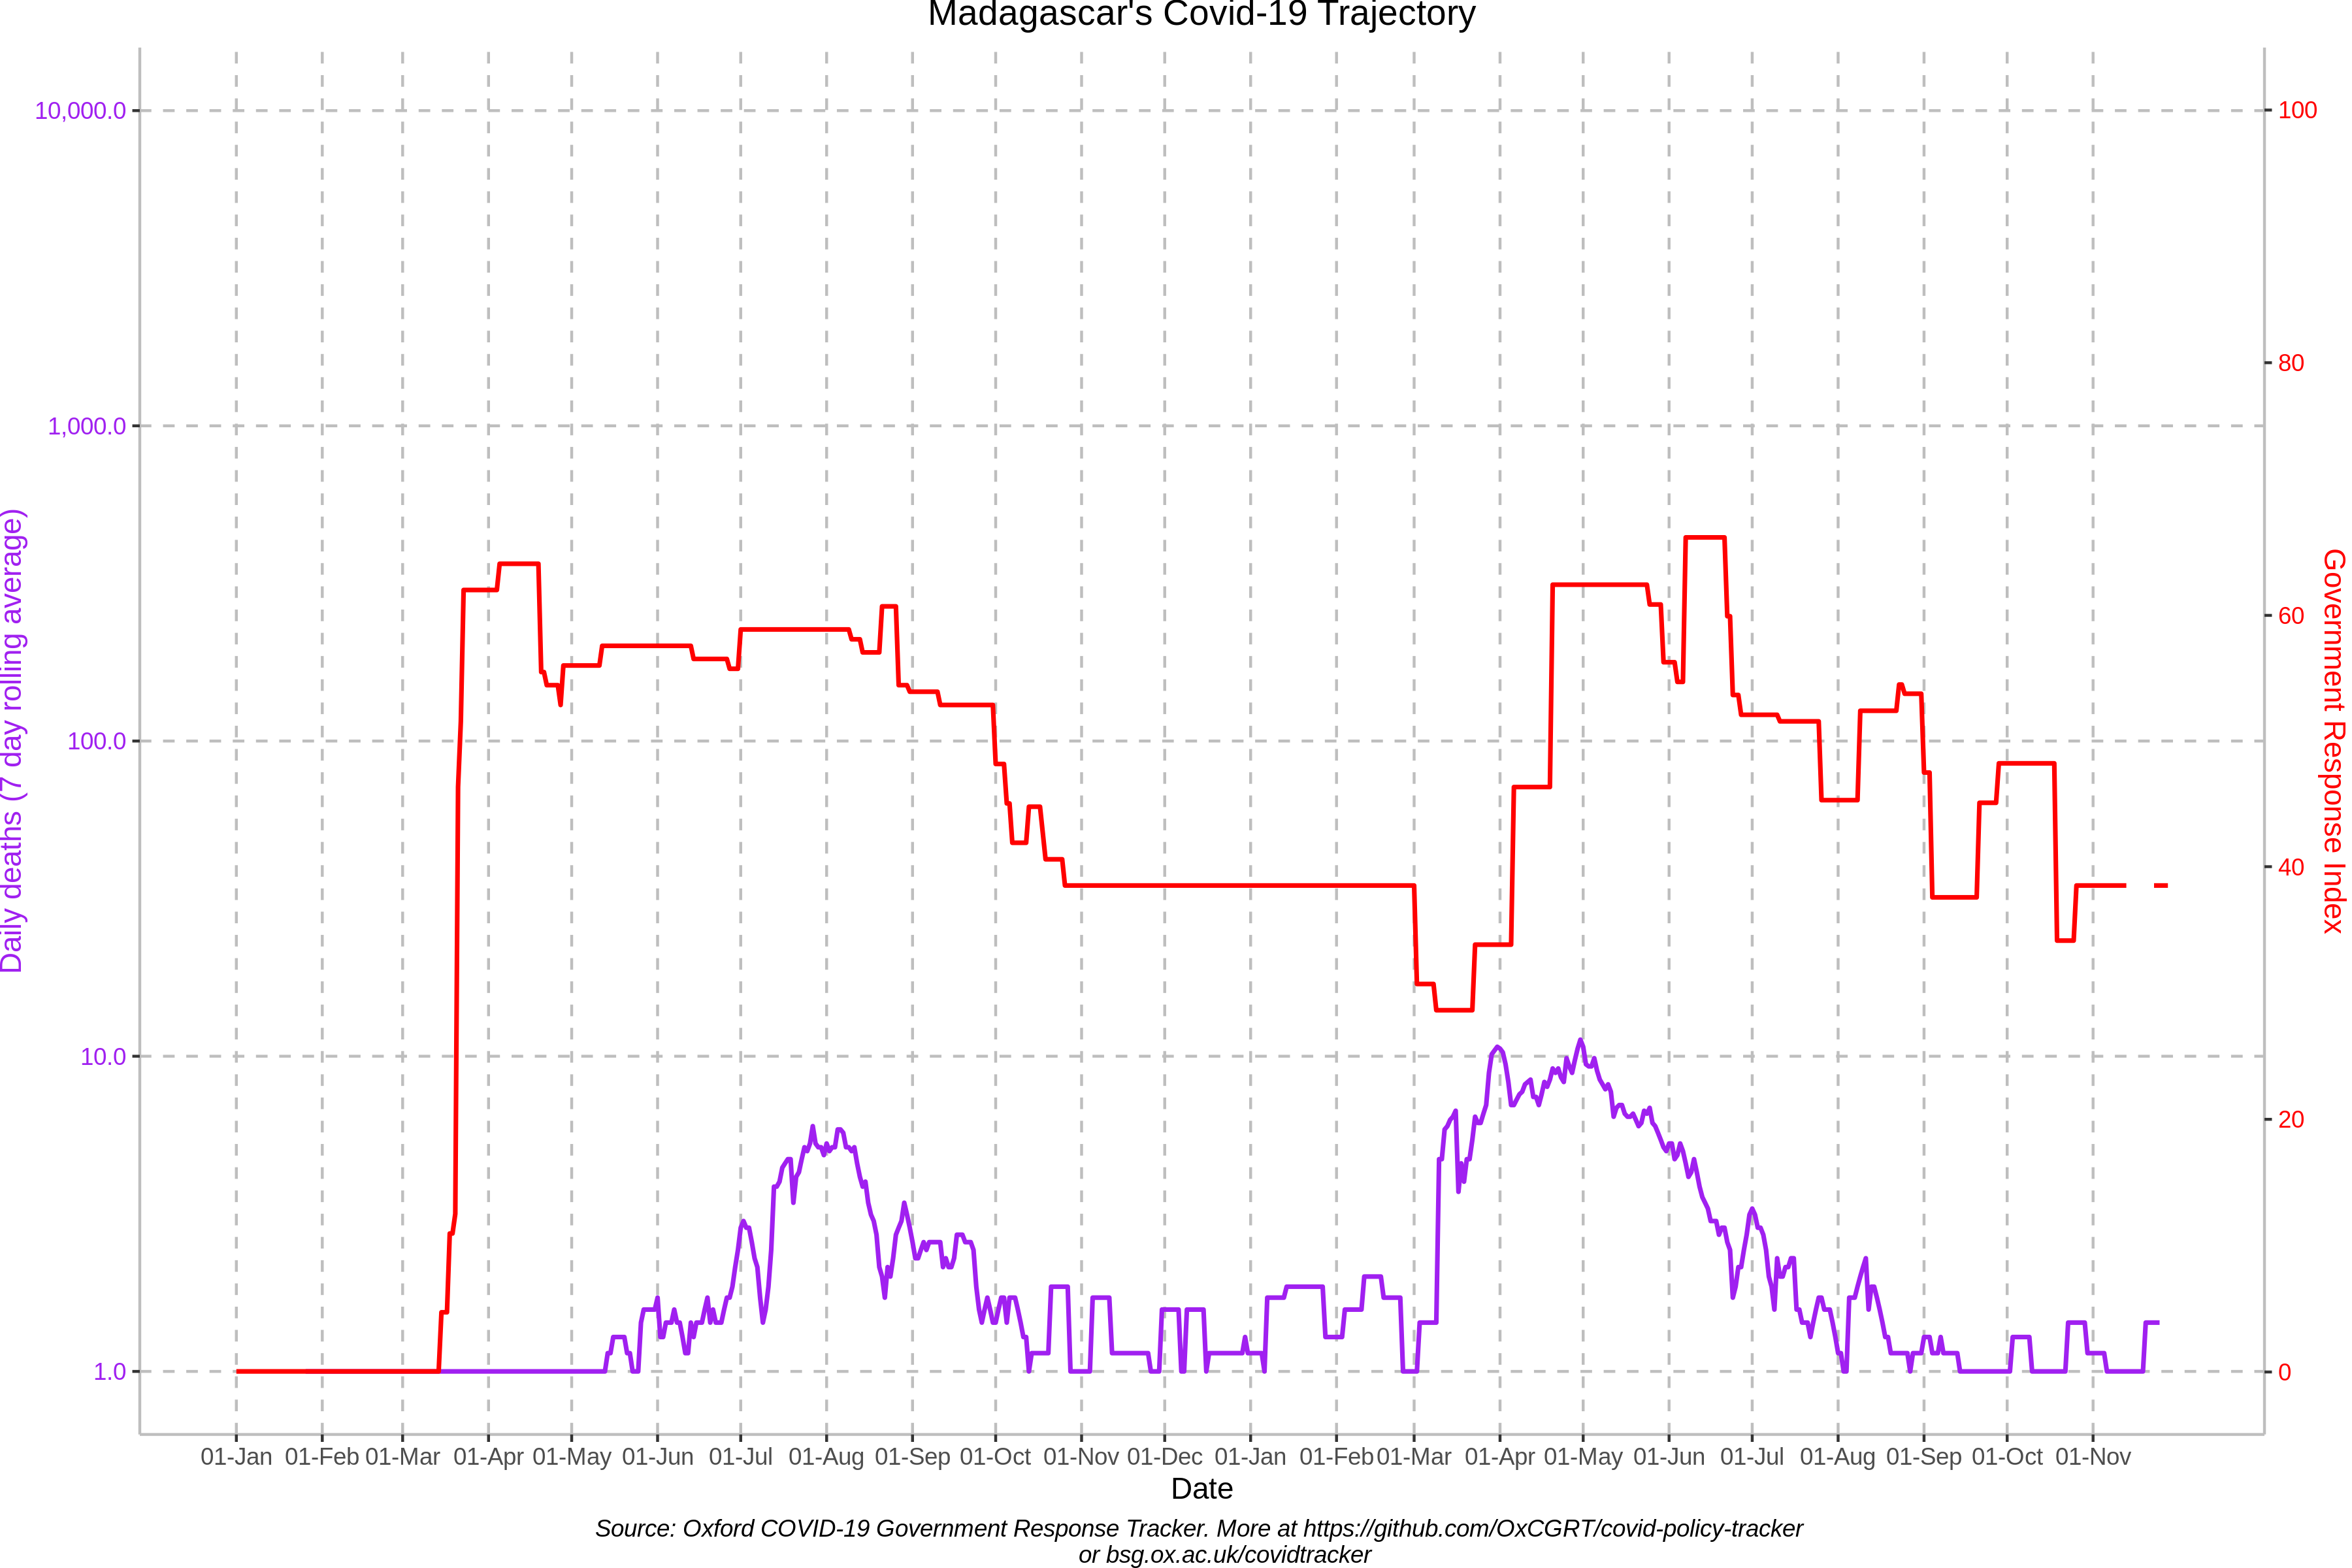 Madagascar's Covid-19 Trajectory
10,000.0
1,000.0
100.0
10.0
1.0
Daily deaths (7 day rolling average)
100
80
60
40
20
0
Government Response Index
01-Jan 01-Feb 01-Mar 01-Apr 01-May 01-Jun 01-Jul 01-Aug 01-Sep 01-Oct 01-Nov 01-Dec 01-Jan 01-Feb 01-Mar 01-Apr 01-May 01-Jun 01-Jul 01-Aug 01-Sep 01-Oct 01-Nov
Date
Source: Oxford COVID-19 Government Response Tracker. More at https://github.com/OxCGRT/covid-policy-tracker
or bsg.ox.ac.uk/covidtracker